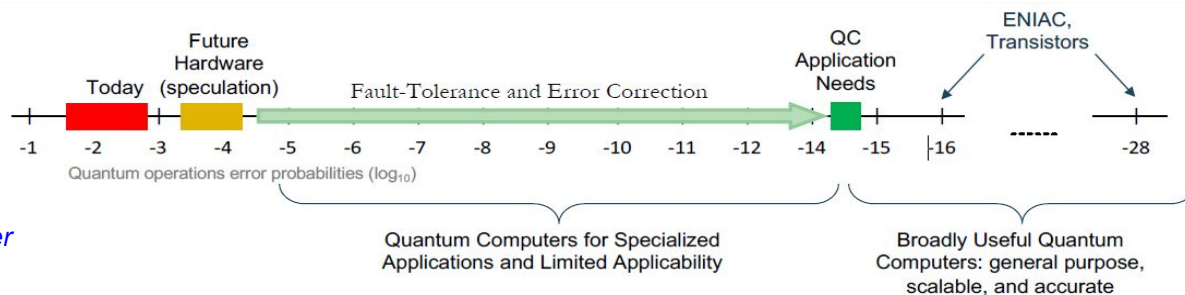 ENIAC,
Transistors
Future
Hardware
(speculation)
QC
Application
Needs
Today
Fault-Tolerance and Error Correction
-1 -2 -3 -4 -5 -6 -7 -8 -9 -10 -11 -12 -14 -15 -16 -28
Quantum operations error probabilities (log₁₀)
er
Quantum Computers for Specialized
Applications and Limited Applicability
Broadly Useful Quantum
Computers: general purpose,
scalable, and accurate